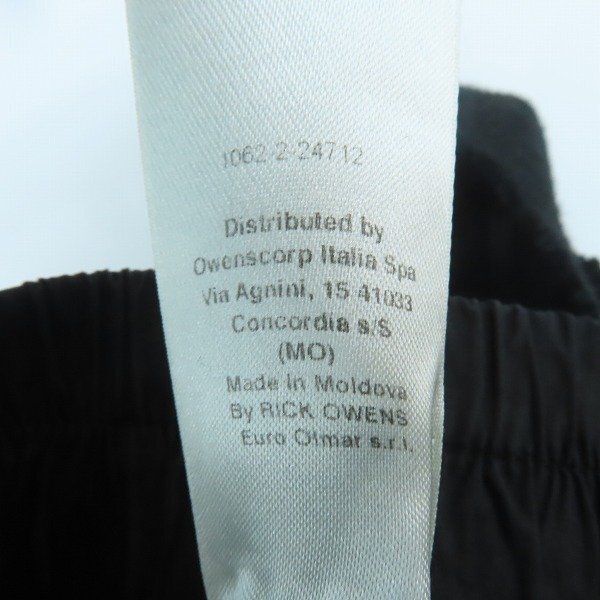 1062-2-24712
Distributed by
Owenscorp Italia Spa
Via Agnini, 15 41033
Concordia s/S
(MO)
Made in Moldova
By RICK OWENS
Euro Olmar s.r.l.